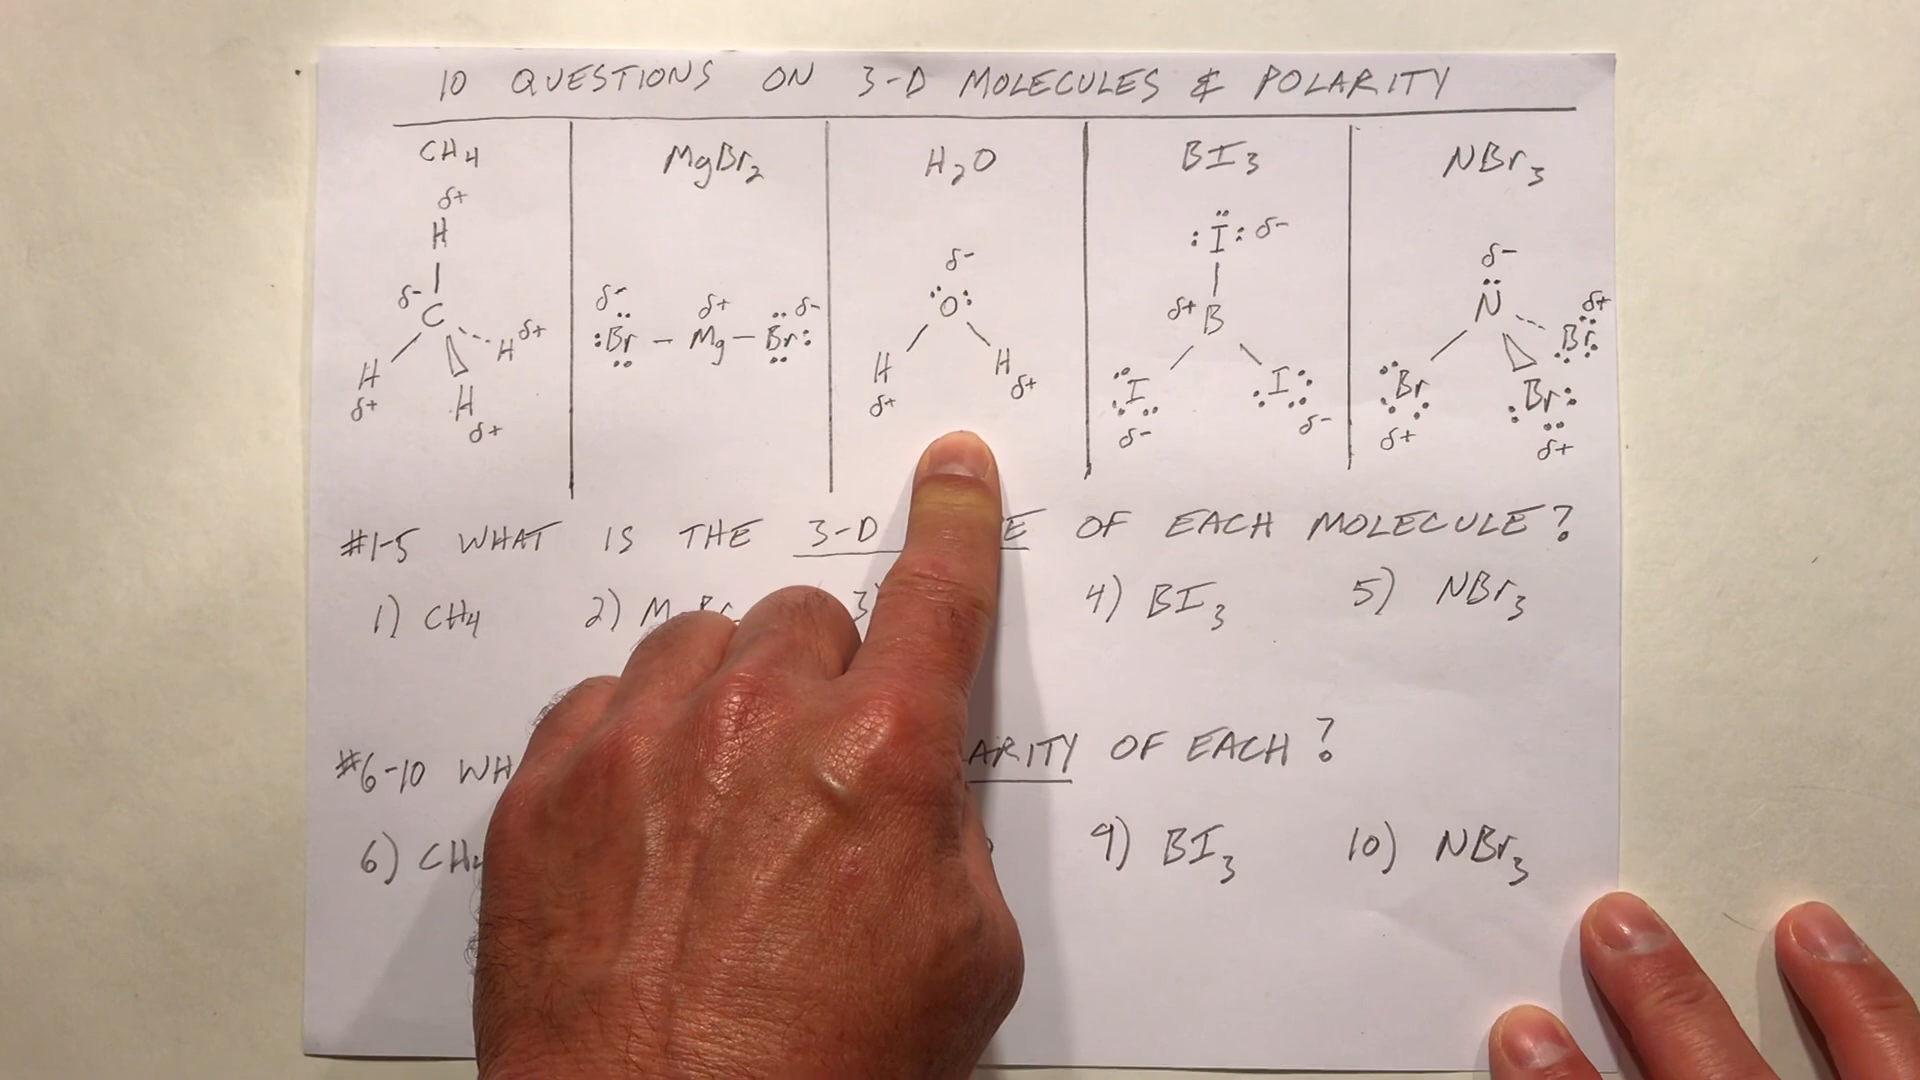 10 QUESTIONS ON 3-D MOLECULES & POLARITY
CH4 MgBr2 H2O BI3 NBr3
δ+
H
δ-
C
H δ+
H
δ+
H
δ+
δ- δ+ δ-
:Br - Mg - Br:
δ-
:O:
H H
δ+ δ+
:I: δ-
δ+ B
I I
δ- δ-
δ-
N
δ+
Br
Br Br
δ+ δ+
#1-5 WHAT IS THE 3-D E OF EACH MOLECULE?
1) CH4 2) 3) 4) BI3 5) NBr3
#6-10 WH ARITY OF EACH?
6) CH4 9) BI3 10) NBr3